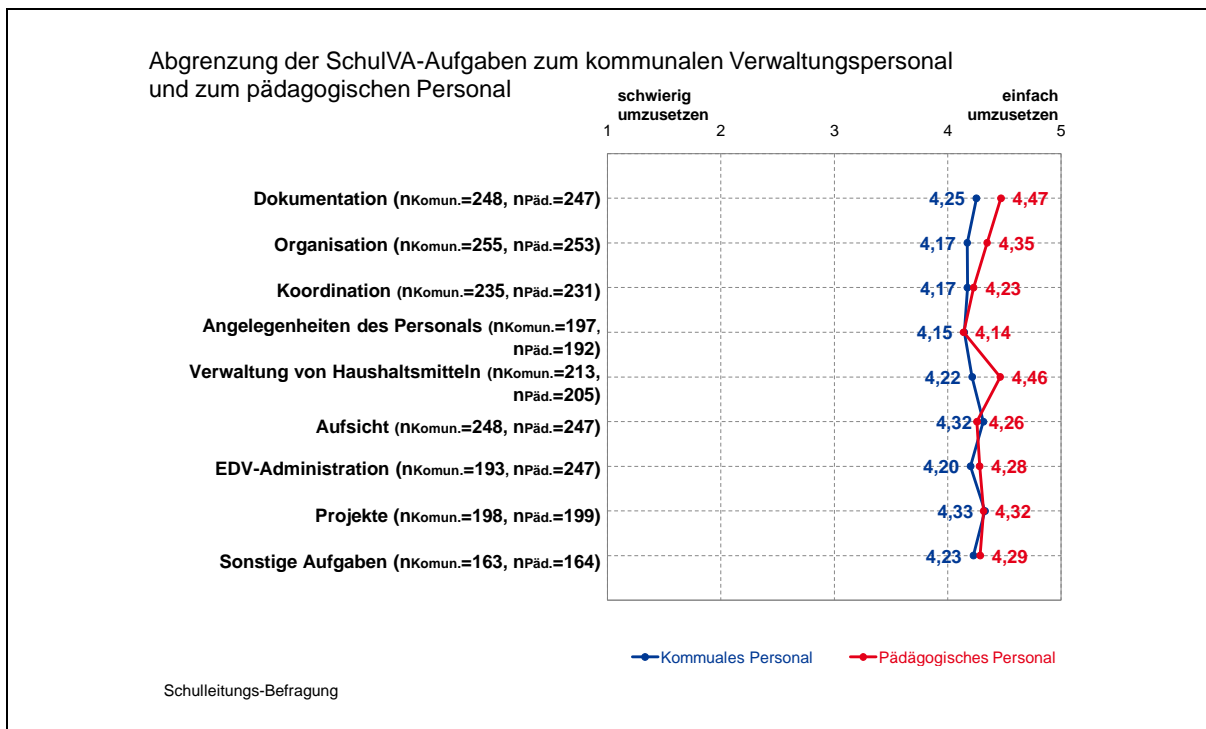 Abgrenzung der SchulVA-Aufgaben zum kommunalen Verwaltungspersonal
und zum pädagogischen Personal
schwierig
umzusetzen
einfach
umzusetzen
1 2 3 4 5
Dokumentation (nKomun.=248, nPäd.=247) 4,25 4,47
Organisation (nKomun.=255, nPäd.=253) 4,17 4,35
Koordination (nKomun.=235, nPäd.=231) 4,17 4,23
Angelegenheiten des Personals (nKomun.=197,
nPäd.=192) 4,15 4,14
Verwaltung von Haushaltsmitteln (nKomun.=213,
nPäd.=205) 4,22 4,46
Aufsicht (nKomun.=248, nPäd.=247) 4,32 4,26
EDV-Administration (nKomun.=193, nPäd.=247) 4,20 4,28
Projekte (nKomun.=198, nPäd.=199) 4,33 4,32
Sonstige Aufgaben (nKomun.=163, nPäd.=164) 4,23 4,29
Kommuales Personal Pädägogisches Personal
Schulleitungs-Befragung